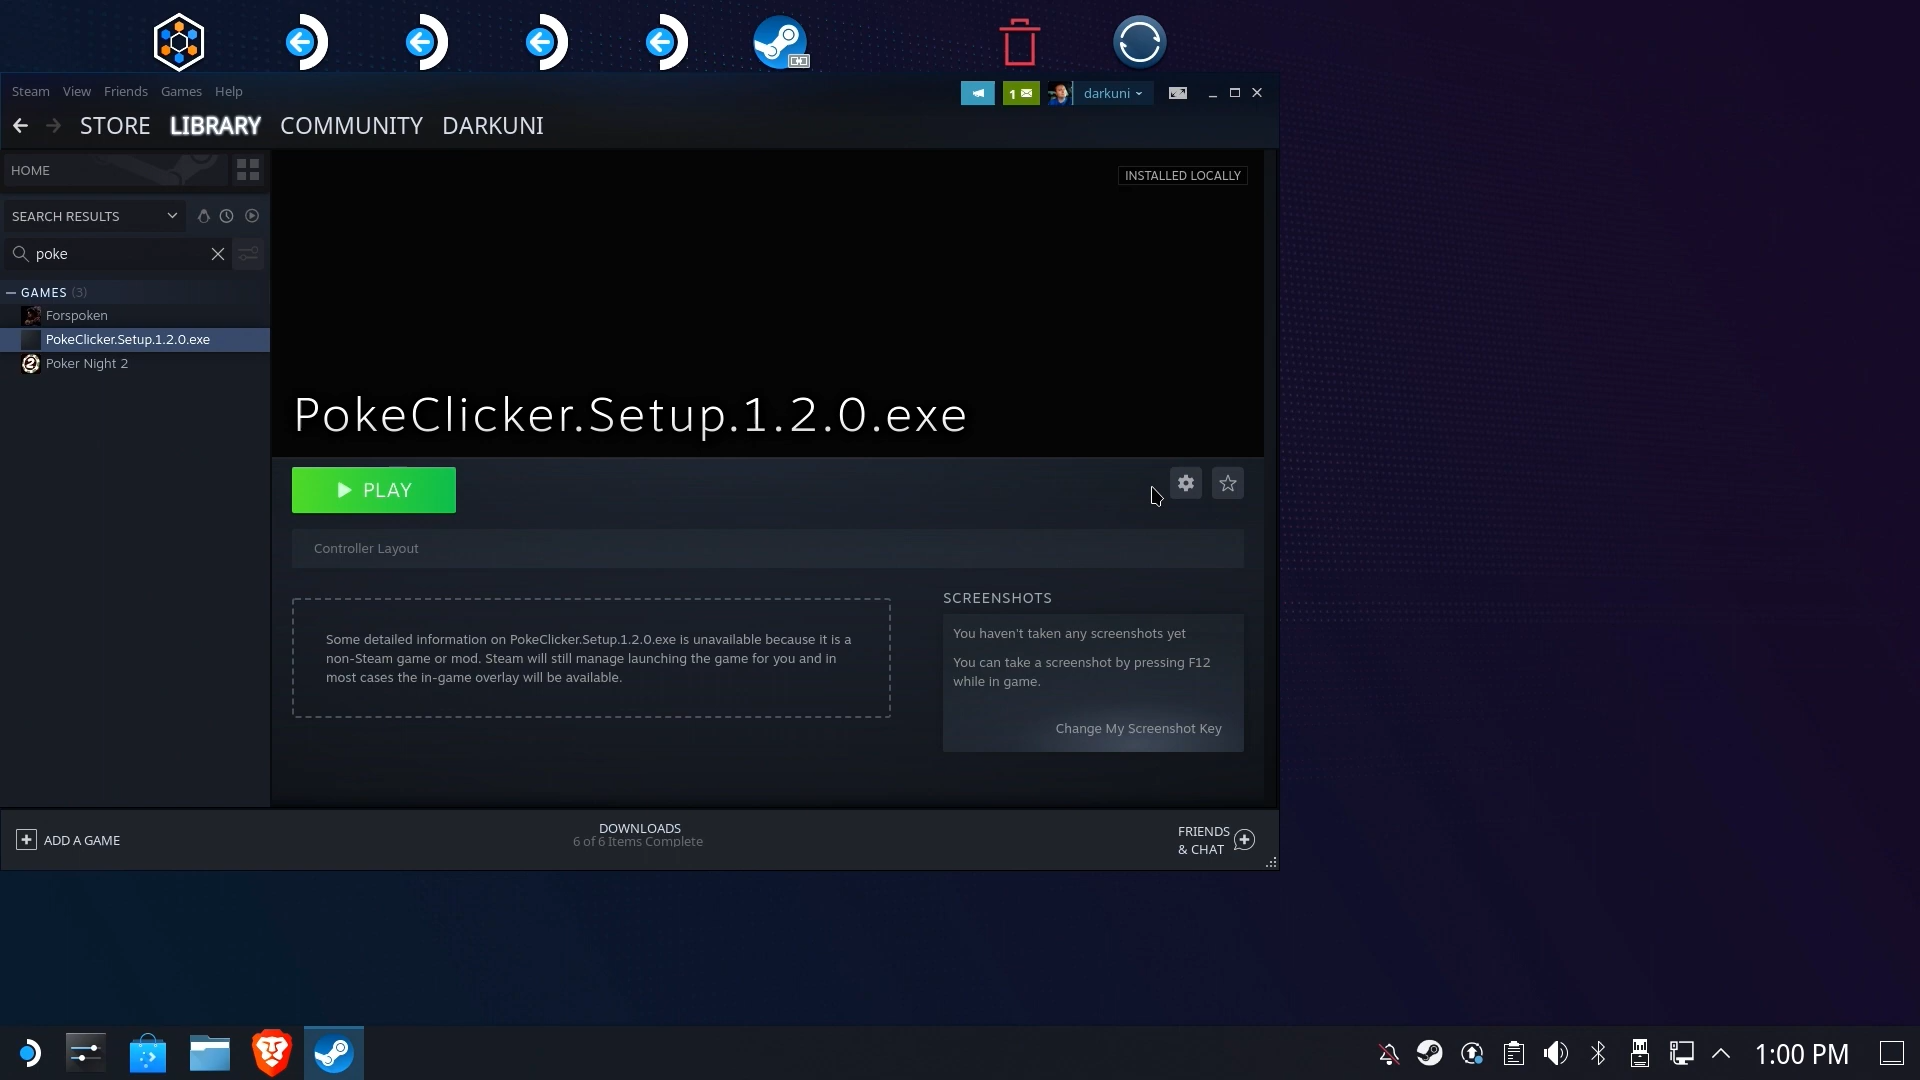 Steam View Friends Games Help
1 darkuni
STORE LIBRARY COMMUNITY DARKUNI
HOME
INSTALLED LOCALLY
SEARCH RESULTS
poke
GAMES (3)
Forspoken
PokeClicker.Setup.1.2.0.exe
Poker Night 2
PokeClicker.Setup.1.2.0.exe
PLAY
Controller Layout
Some detailed information on PokeClicker.Setup.1.2.0.exe is unavailable because it is a
non-Steam game or mod. Steam will still manage launching the game for you and in
most cases the in-game overlay will be available.
SCREENSHOTS
You haven't taken any screenshots yet
You can take a screenshot by pressing F12
while in game.
Change My Screenshot Key
ADD A GAME
DOWNLOADS
6 of 6 Items Complete
FRIENDS
& CHAT
1:00 PM